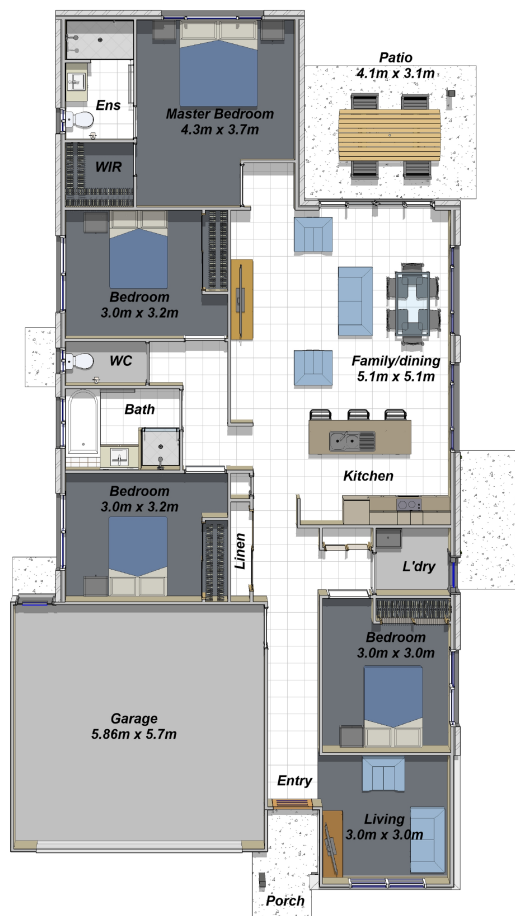 Patio
4.1m x 3.1m
Ens
Master Bedroom
4.3m x 3.7m
WIR
Bedroom
3.0m x 3.2m
WC
Family/dining
5.1m x 5.1m
Bath
Kitchen
Bedroom
3.0m x 3.2m
Linen
L'dry
Bedroom
3.0m x 3.0m
Garage
5.86m x 5.7m
Entry
Living
3.0m x 3.0m
Porch